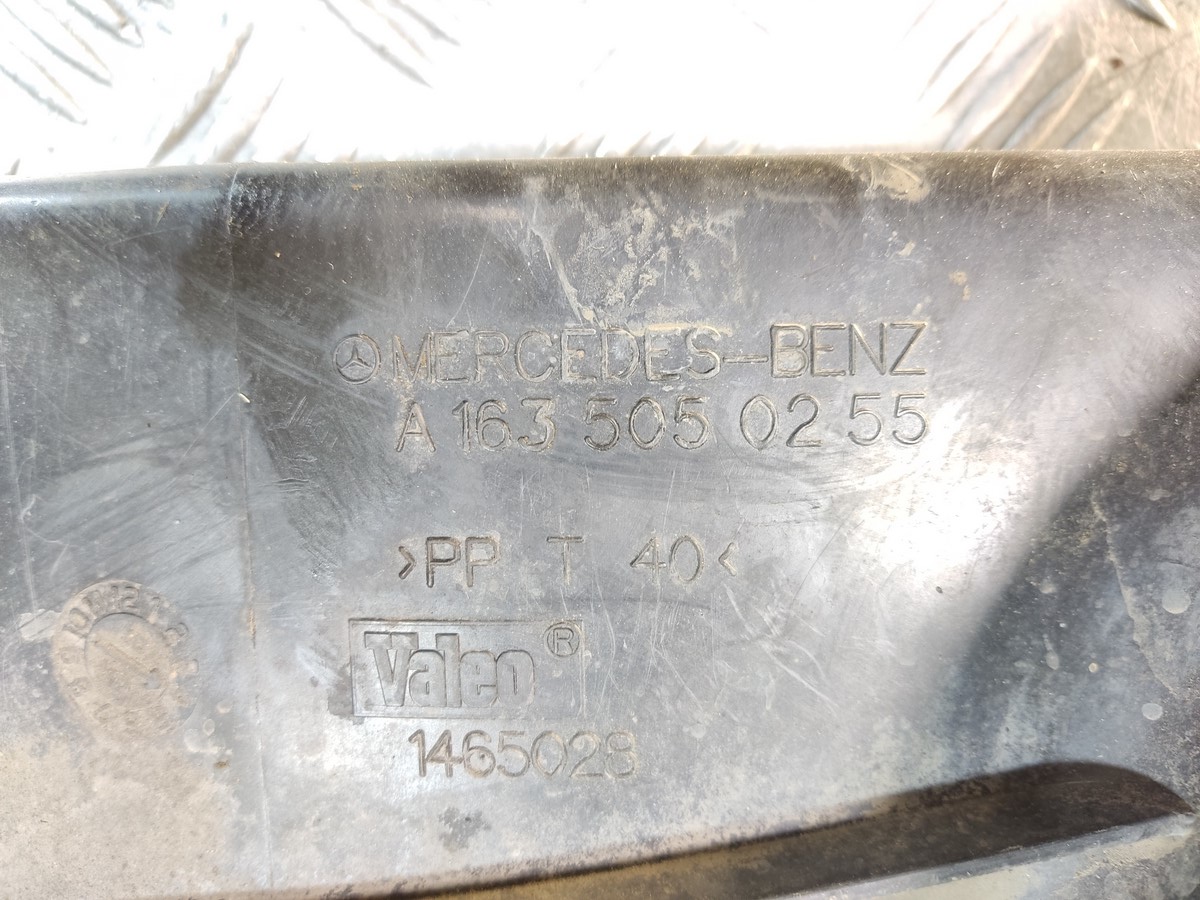 MERCEDES-BENZ
A 163 505 02 55
>PP T 40<
Valeo®
1465028